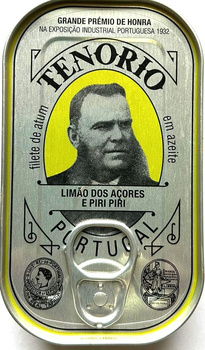 GRANDE PRÉMIO DE HONRA
NA EXPOSIÇÃO INDUSTRIAL PORTUGUESA 1932
TENORIO
filete de atum
em azeite
LIMÃO DOS AÇORES
E PIRI PIRI
PORTUGAL